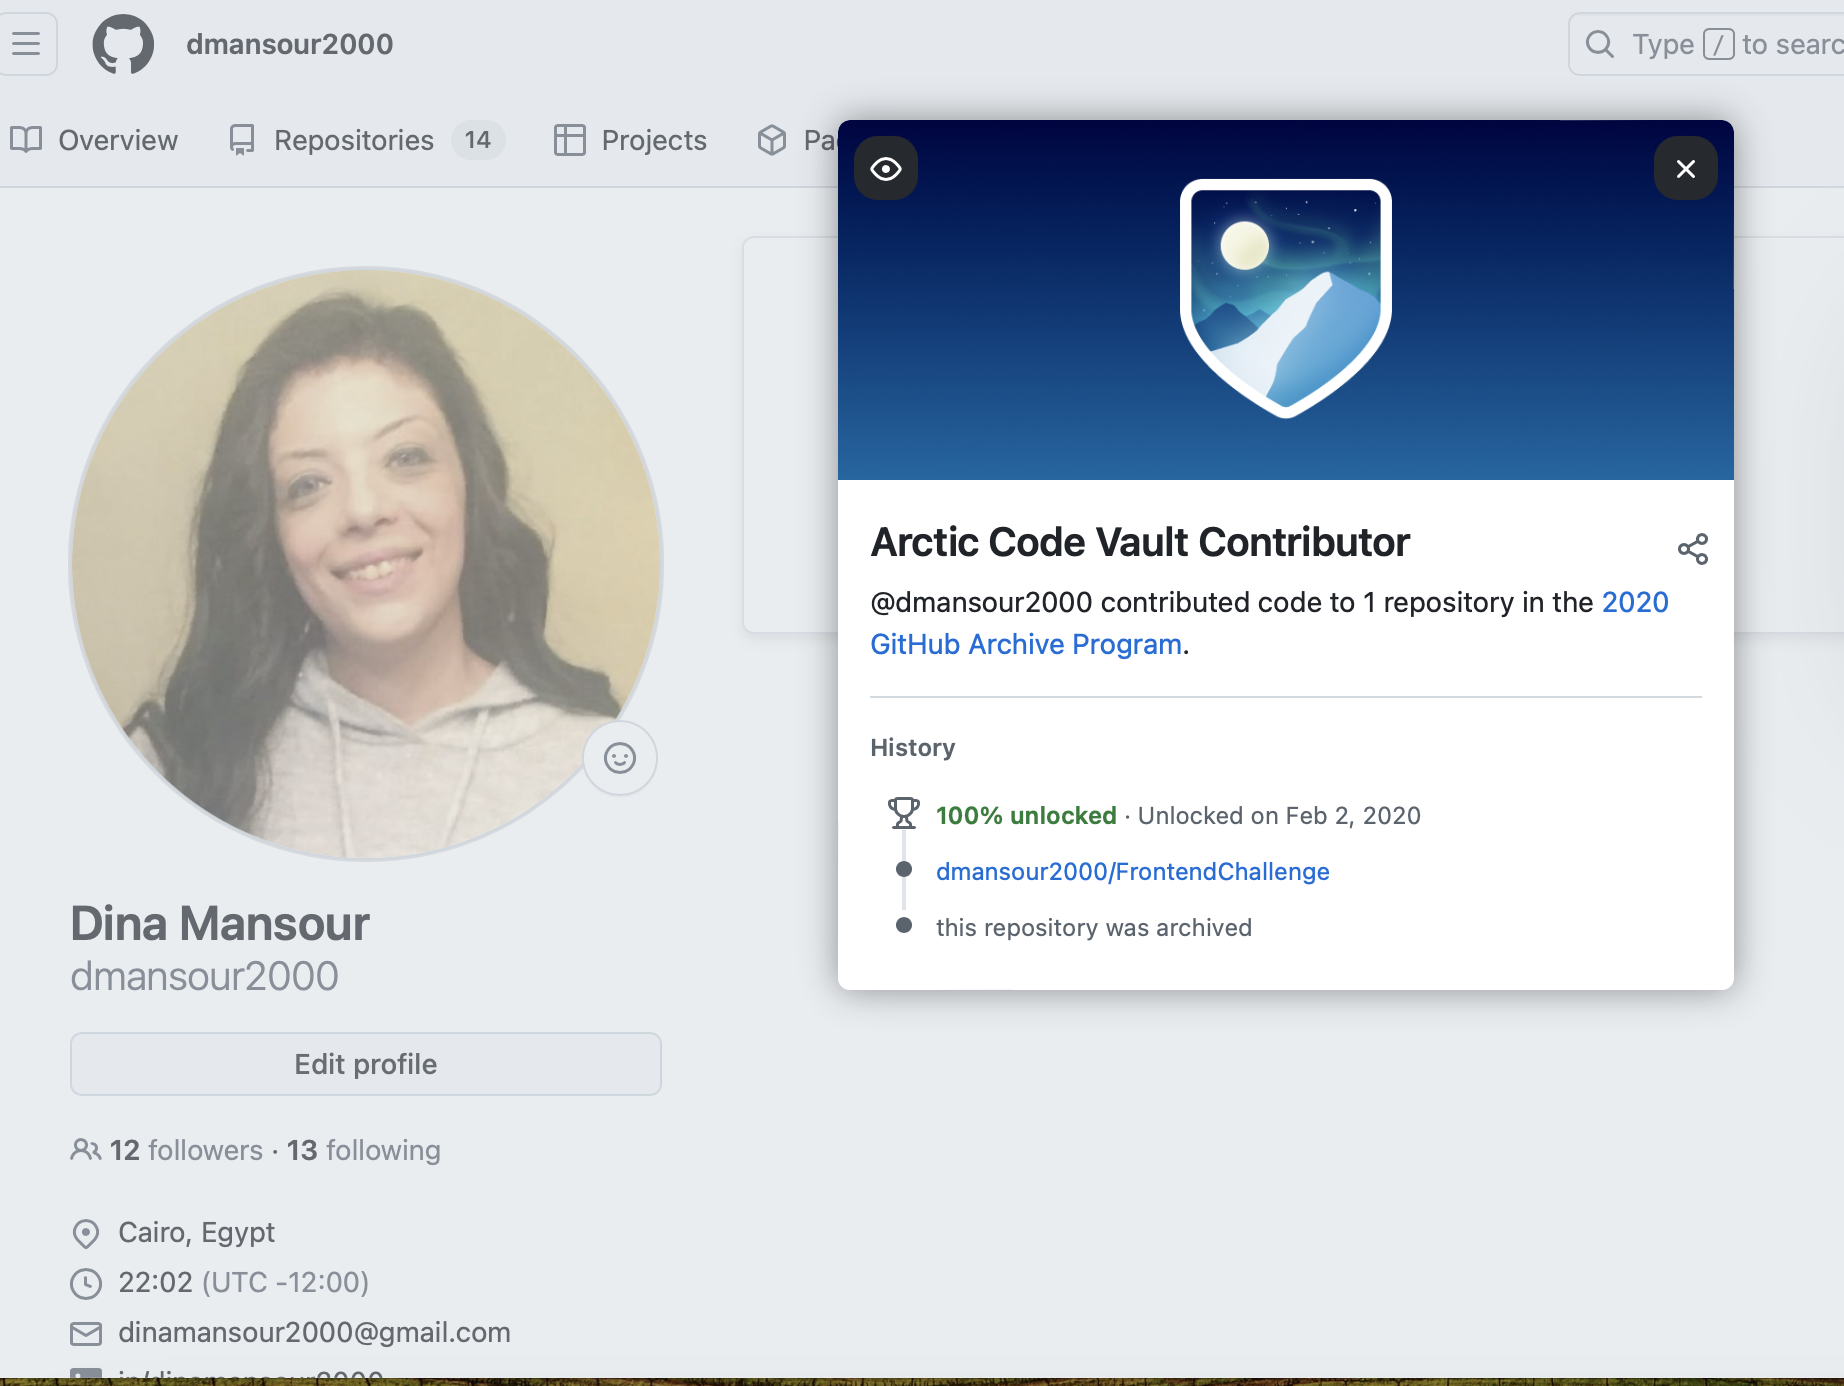 dmansour2000
Type / to searc
Overview
Repositories 14
Projects
Pa
Arctic Code Vault Contributor
@dmansour2000 contributed code to 1 repository in the 2020
GitHub Archive Program.
History
100% unlocked · Unlocked on Feb 2, 2020
dmansour2000/FrontendChallenge
this repository was archived
Dina Mansour
dmansour2000
Edit profile
12 followers · 13 following
Cairo, Egypt
22:02 (UTC -12:00)
dinamansour2000@gmail.com
in/dinamansour2000